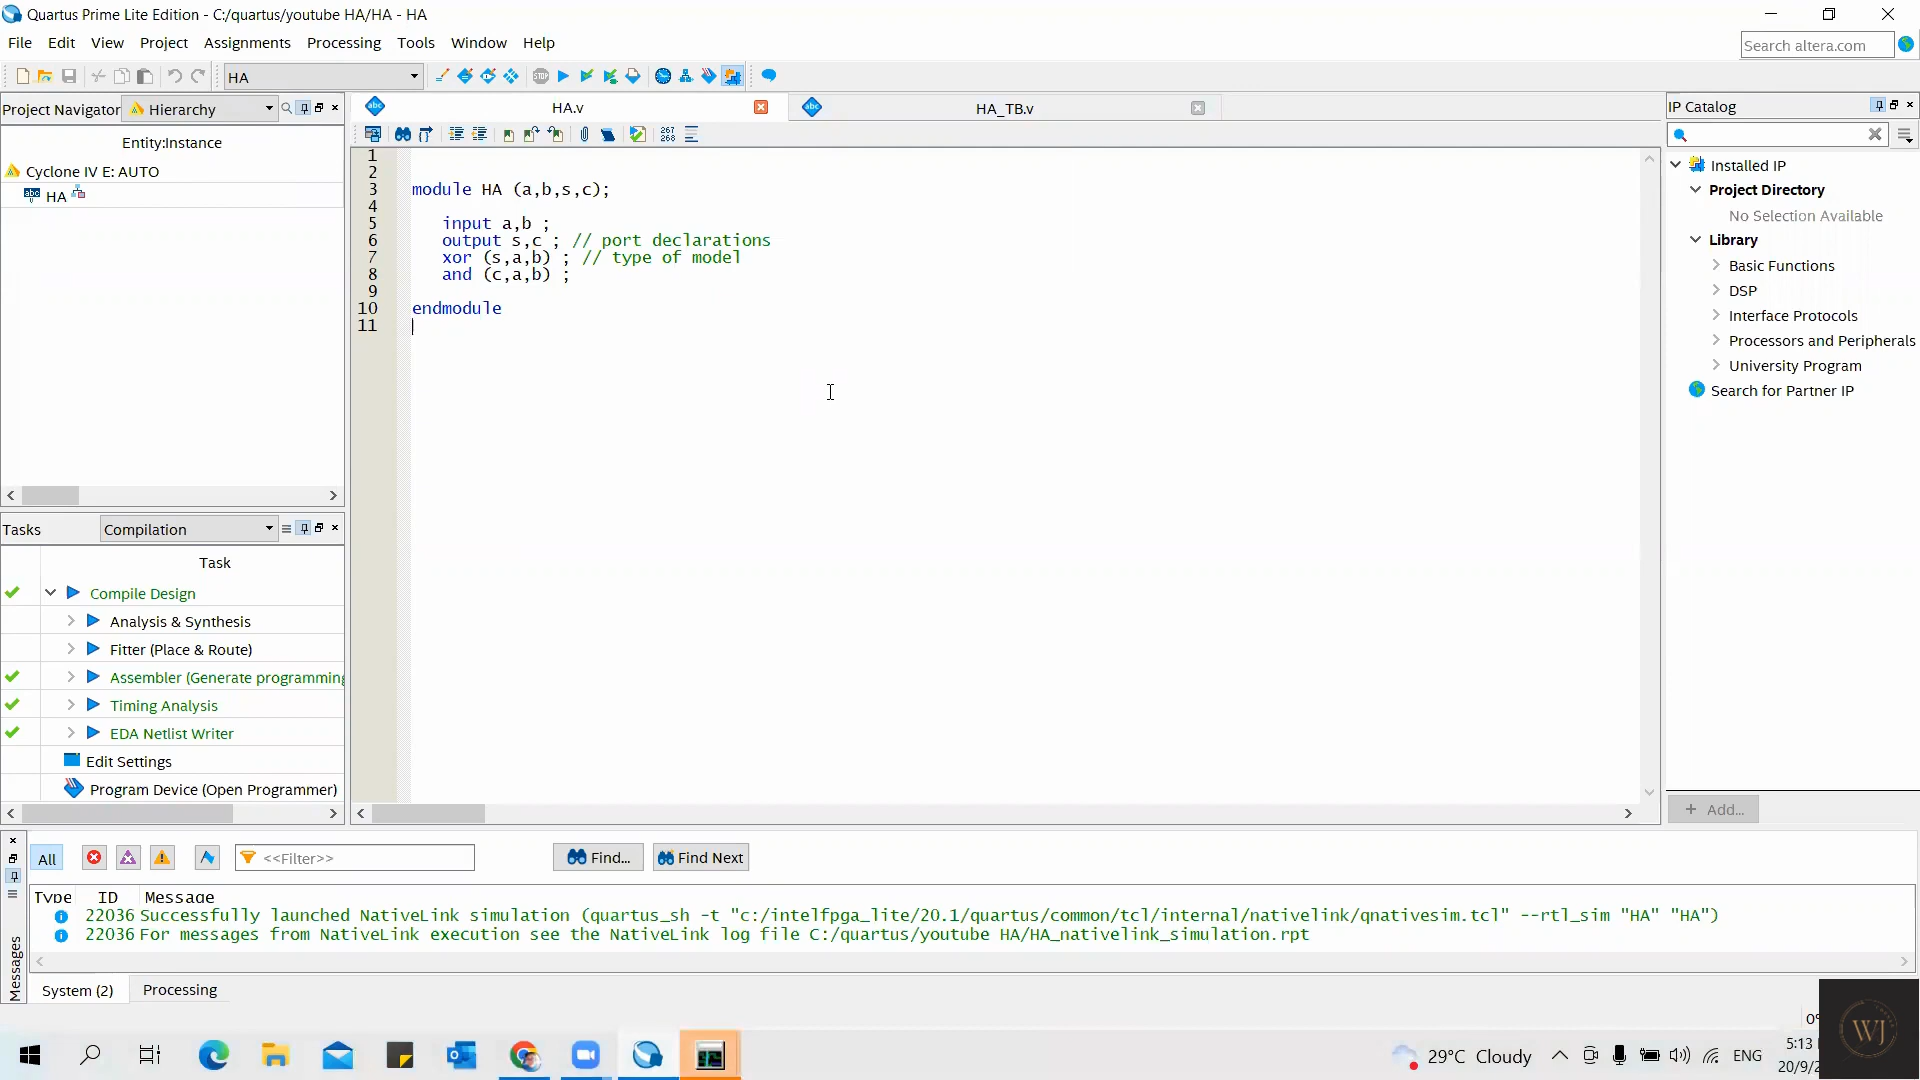 Quartus Prime Lite Edition - C:/quartus/youtube HA/HA - HA
File Edit View Project Assignments Processing Tools Window Help
Search altera.com
HA
Project Navigator Hierarchy
HA.v
HA_TB.v
IP Catalog
Entity:Instance
Cyclone IV E: AUTO
HA
267
268
1
2
3 module HA (a,b,s,c);
4
5 input a,b ;
6 output s,c ; // port declarations
7 xor (s,a,b) ; // type of model
8 and (c,a,b) ;
9
10 endmodule
11
Installed IP
Project Directory
No Selection Available
Library
Basic Functions
DSP
Interface Protocols
Processors and Peripherals
University Program
Search for Partner IP
+ Add...
Tasks Compilation
Task
Compile Design
Analysis & Synthesis
Fitter (Place & Route)
Assembler (Generate programming
Timing Analysis
EDA Netlist Writer
Edit Settings
Program Device (Open Programmer)
Messages
All <<Filter>> Find... Find Next
Type ID Message
22036 Successfully launched NativeLink simulation (quartus_sh -t "c:/intelfpga_lite/20.1/quartus/common/tcl/internal/nativelink/qnativesim.tcl" --rtl_sim "HA" "HA")
22036 For messages from NativeLink execution see the NativeLink log file C:/quartus/youtube HA/HA_nativelink_simulation.rpt
System (2) Processing
WJ
29°C Cloudy ENG
5:13
20/9/2